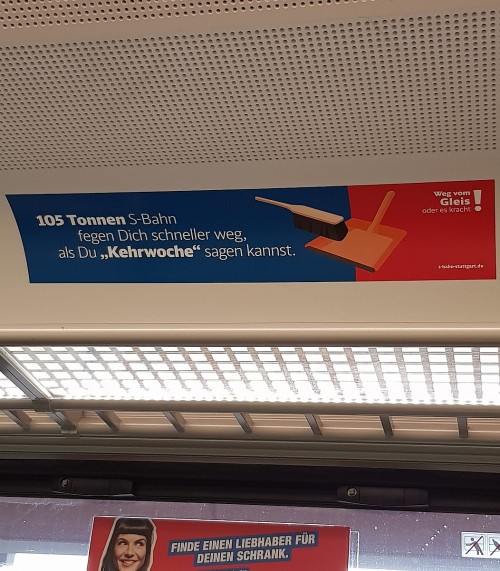 105 Tonnen S-Bahn
fegen Dich schneller weg,
als Du „Kehrwoche“ sagen kannst.
Weg vom
Gleis!
oder es kracht
s-bahn-stuttgart.de
FINDE EINEN LIEBHABER FÜR
DEINEN SCHRANK.